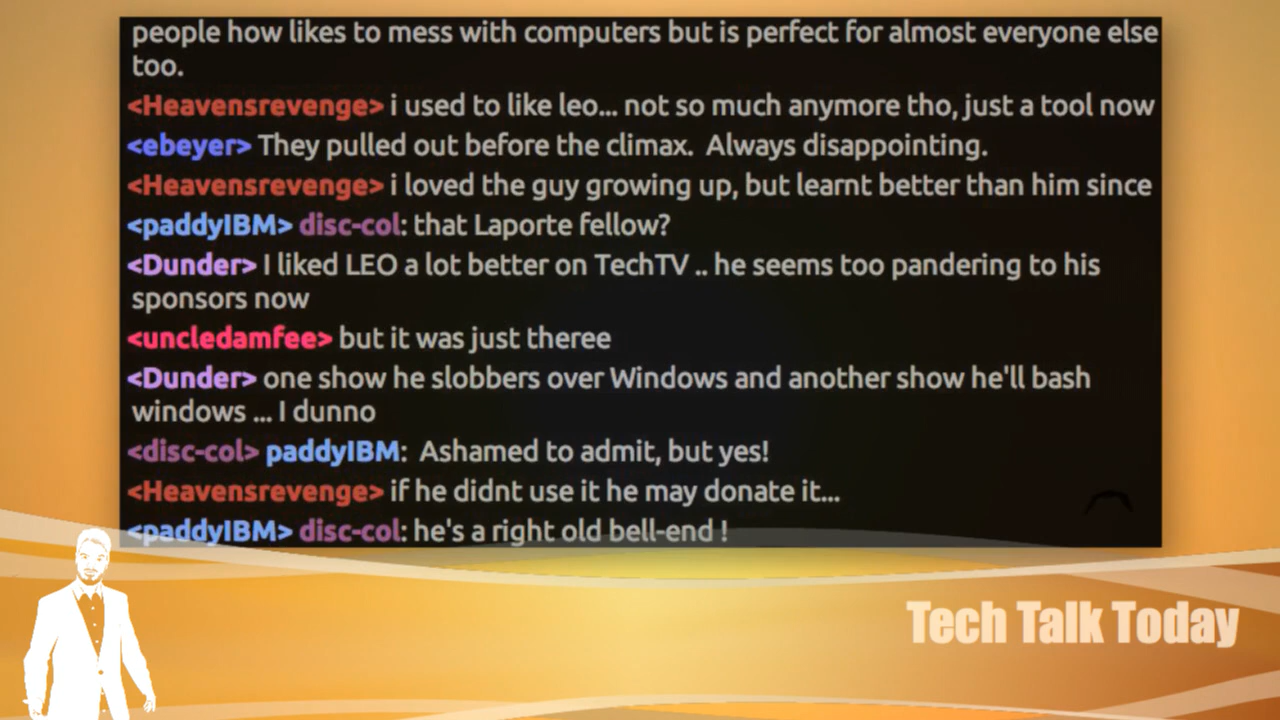 people how likes to mess with computers but is perfect for almost everyone else
too.
<Heavensrevenge> i used to like leo... not so much anymore tho, just a tool now
<ebeyer> They pulled out before the climax.  Always disappointing.
<Heavensrevenge> i loved the guy growing up, but learnt better than him since
<paddyIBM> disc-col: that Laporte fellow?
<Dunder> I liked LEO a lot better on TechTV .. he seems too pandering to his
sponsors now
<uncledamfee> but it was just theree
<Dunder> one show he slobbers over Windows and another show he'll bash
windows ... I dunno
<disc-col> paddyIBM:  Ashamed to admit, but yes!
<Heavensrevenge> if he didnt use it he may donate it...
<paddyIBM> disc-col: he's a right old bell-end !
Tech Talk Today